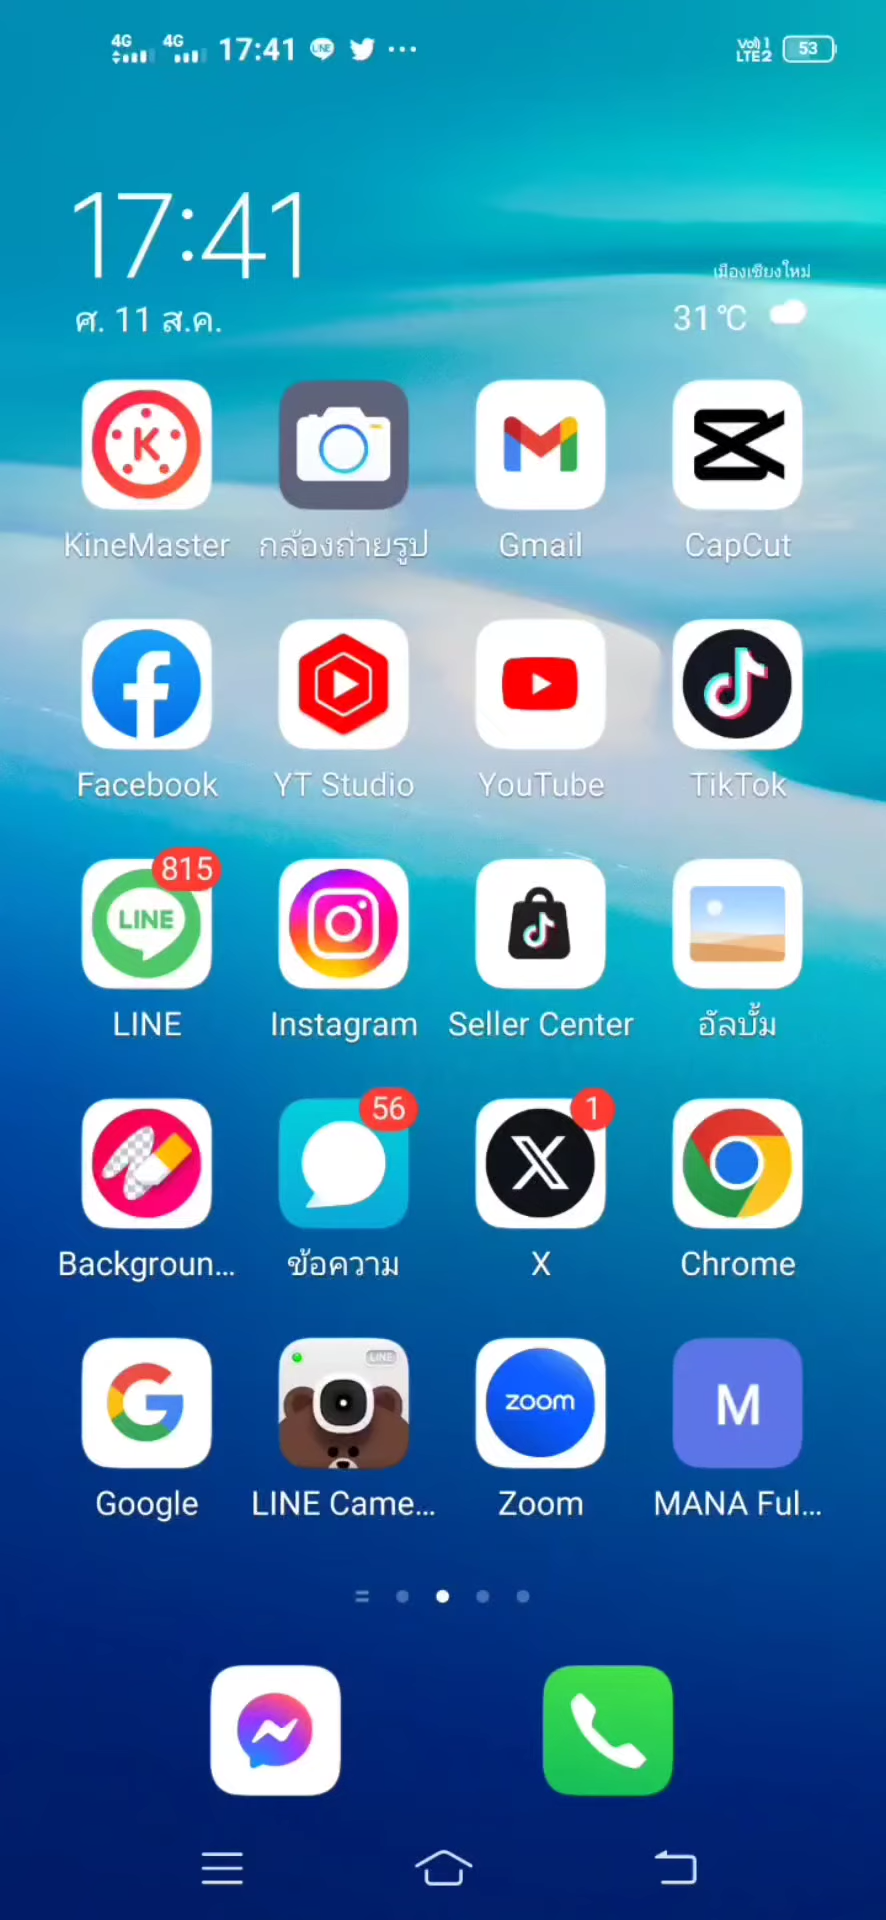 4G 4G 17:41 LINE ... Vo) 1 LTE2 53
17:41
เมืองเชียงใหม่
ศ. 11 ส.ค. 31 °C
KineMaster กล้องถ่ายรูป Gmail CapCut
Facebook YT Studio YouTube TikTok
815
LINE
LINE Instagram Seller Center อัลบั้ม
56 1
Backgroun... ข้อความ X Chrome
LINE
zoom M
Google LINE Came... Zoom MANA Ful...